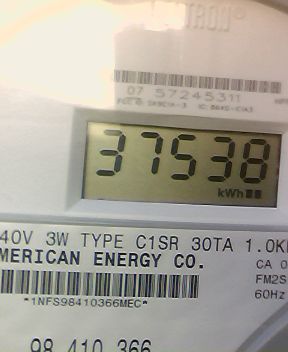 TRON®
07 57245311
37538
kWh
40V 3W TYPE C1SR 30TA 1.0K
MERICAN ENERGY CO.
CA 0
FM2S
60Hz
*1NFS98410366MEC*
98 410 366